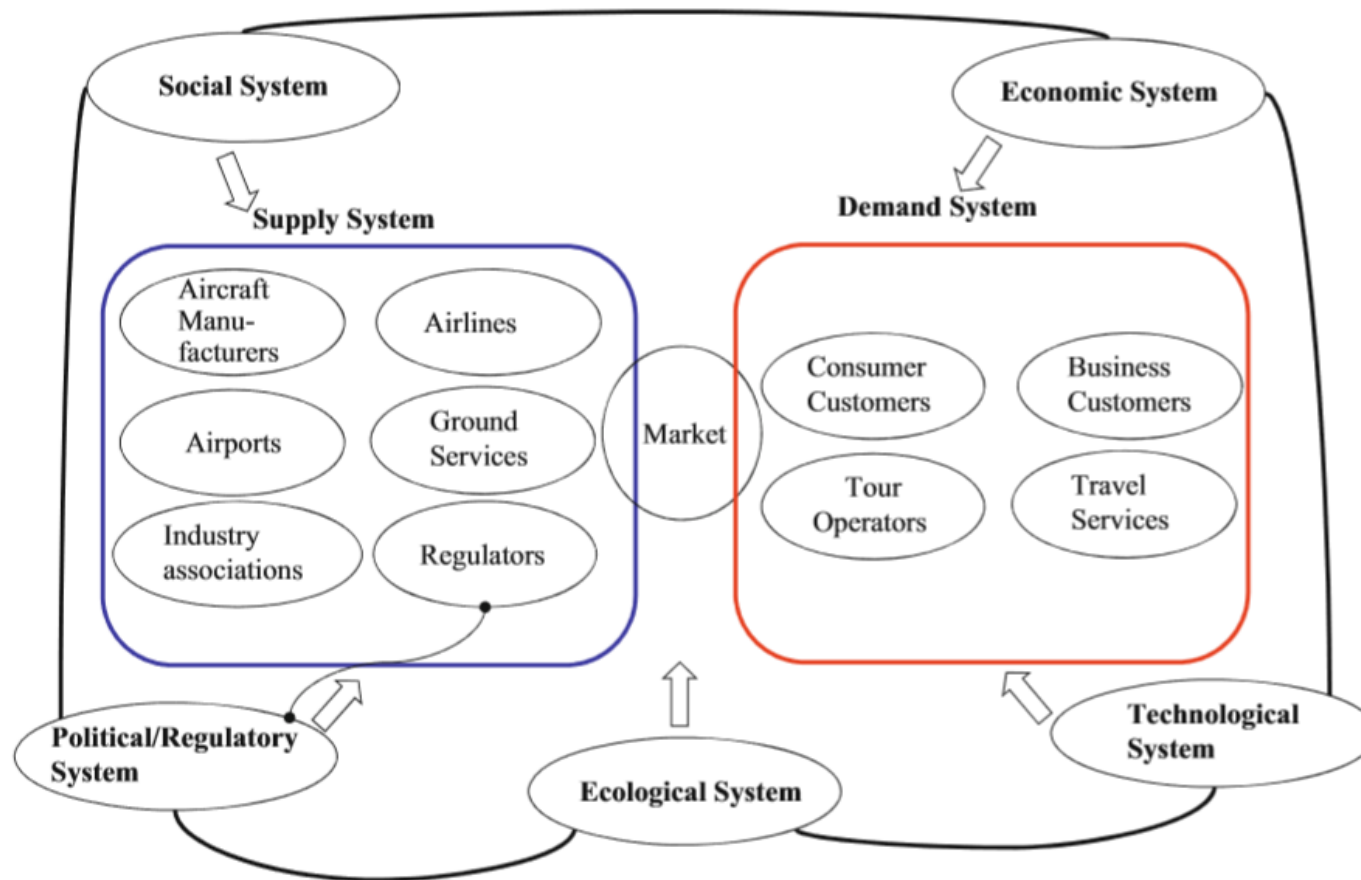 Social System
Economic System
Supply System
Demand System
Aircraft
Manu-
facturers
Airlines
Airports
Ground
Services
Industry
associations
Regulators
Market
Consumer
Customers
Business
Customers
Tour
Operators
Travel
Services
Political/Regulatory
System
Ecological System
Technological
System